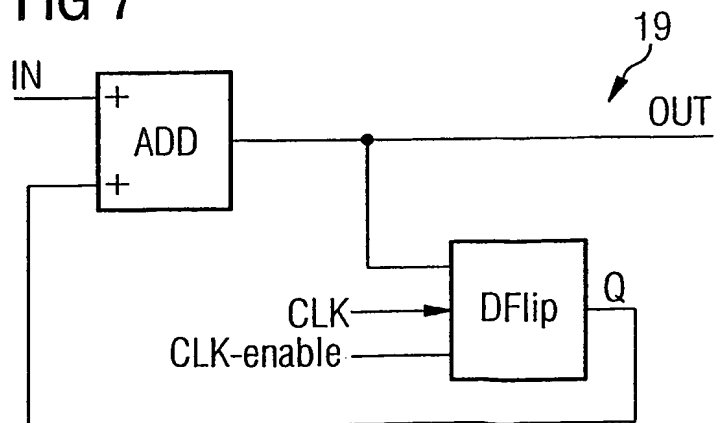 FIG 7
19
IN
+
ADD
OUT
+
DFlip
Q
CLK
CLK-enable